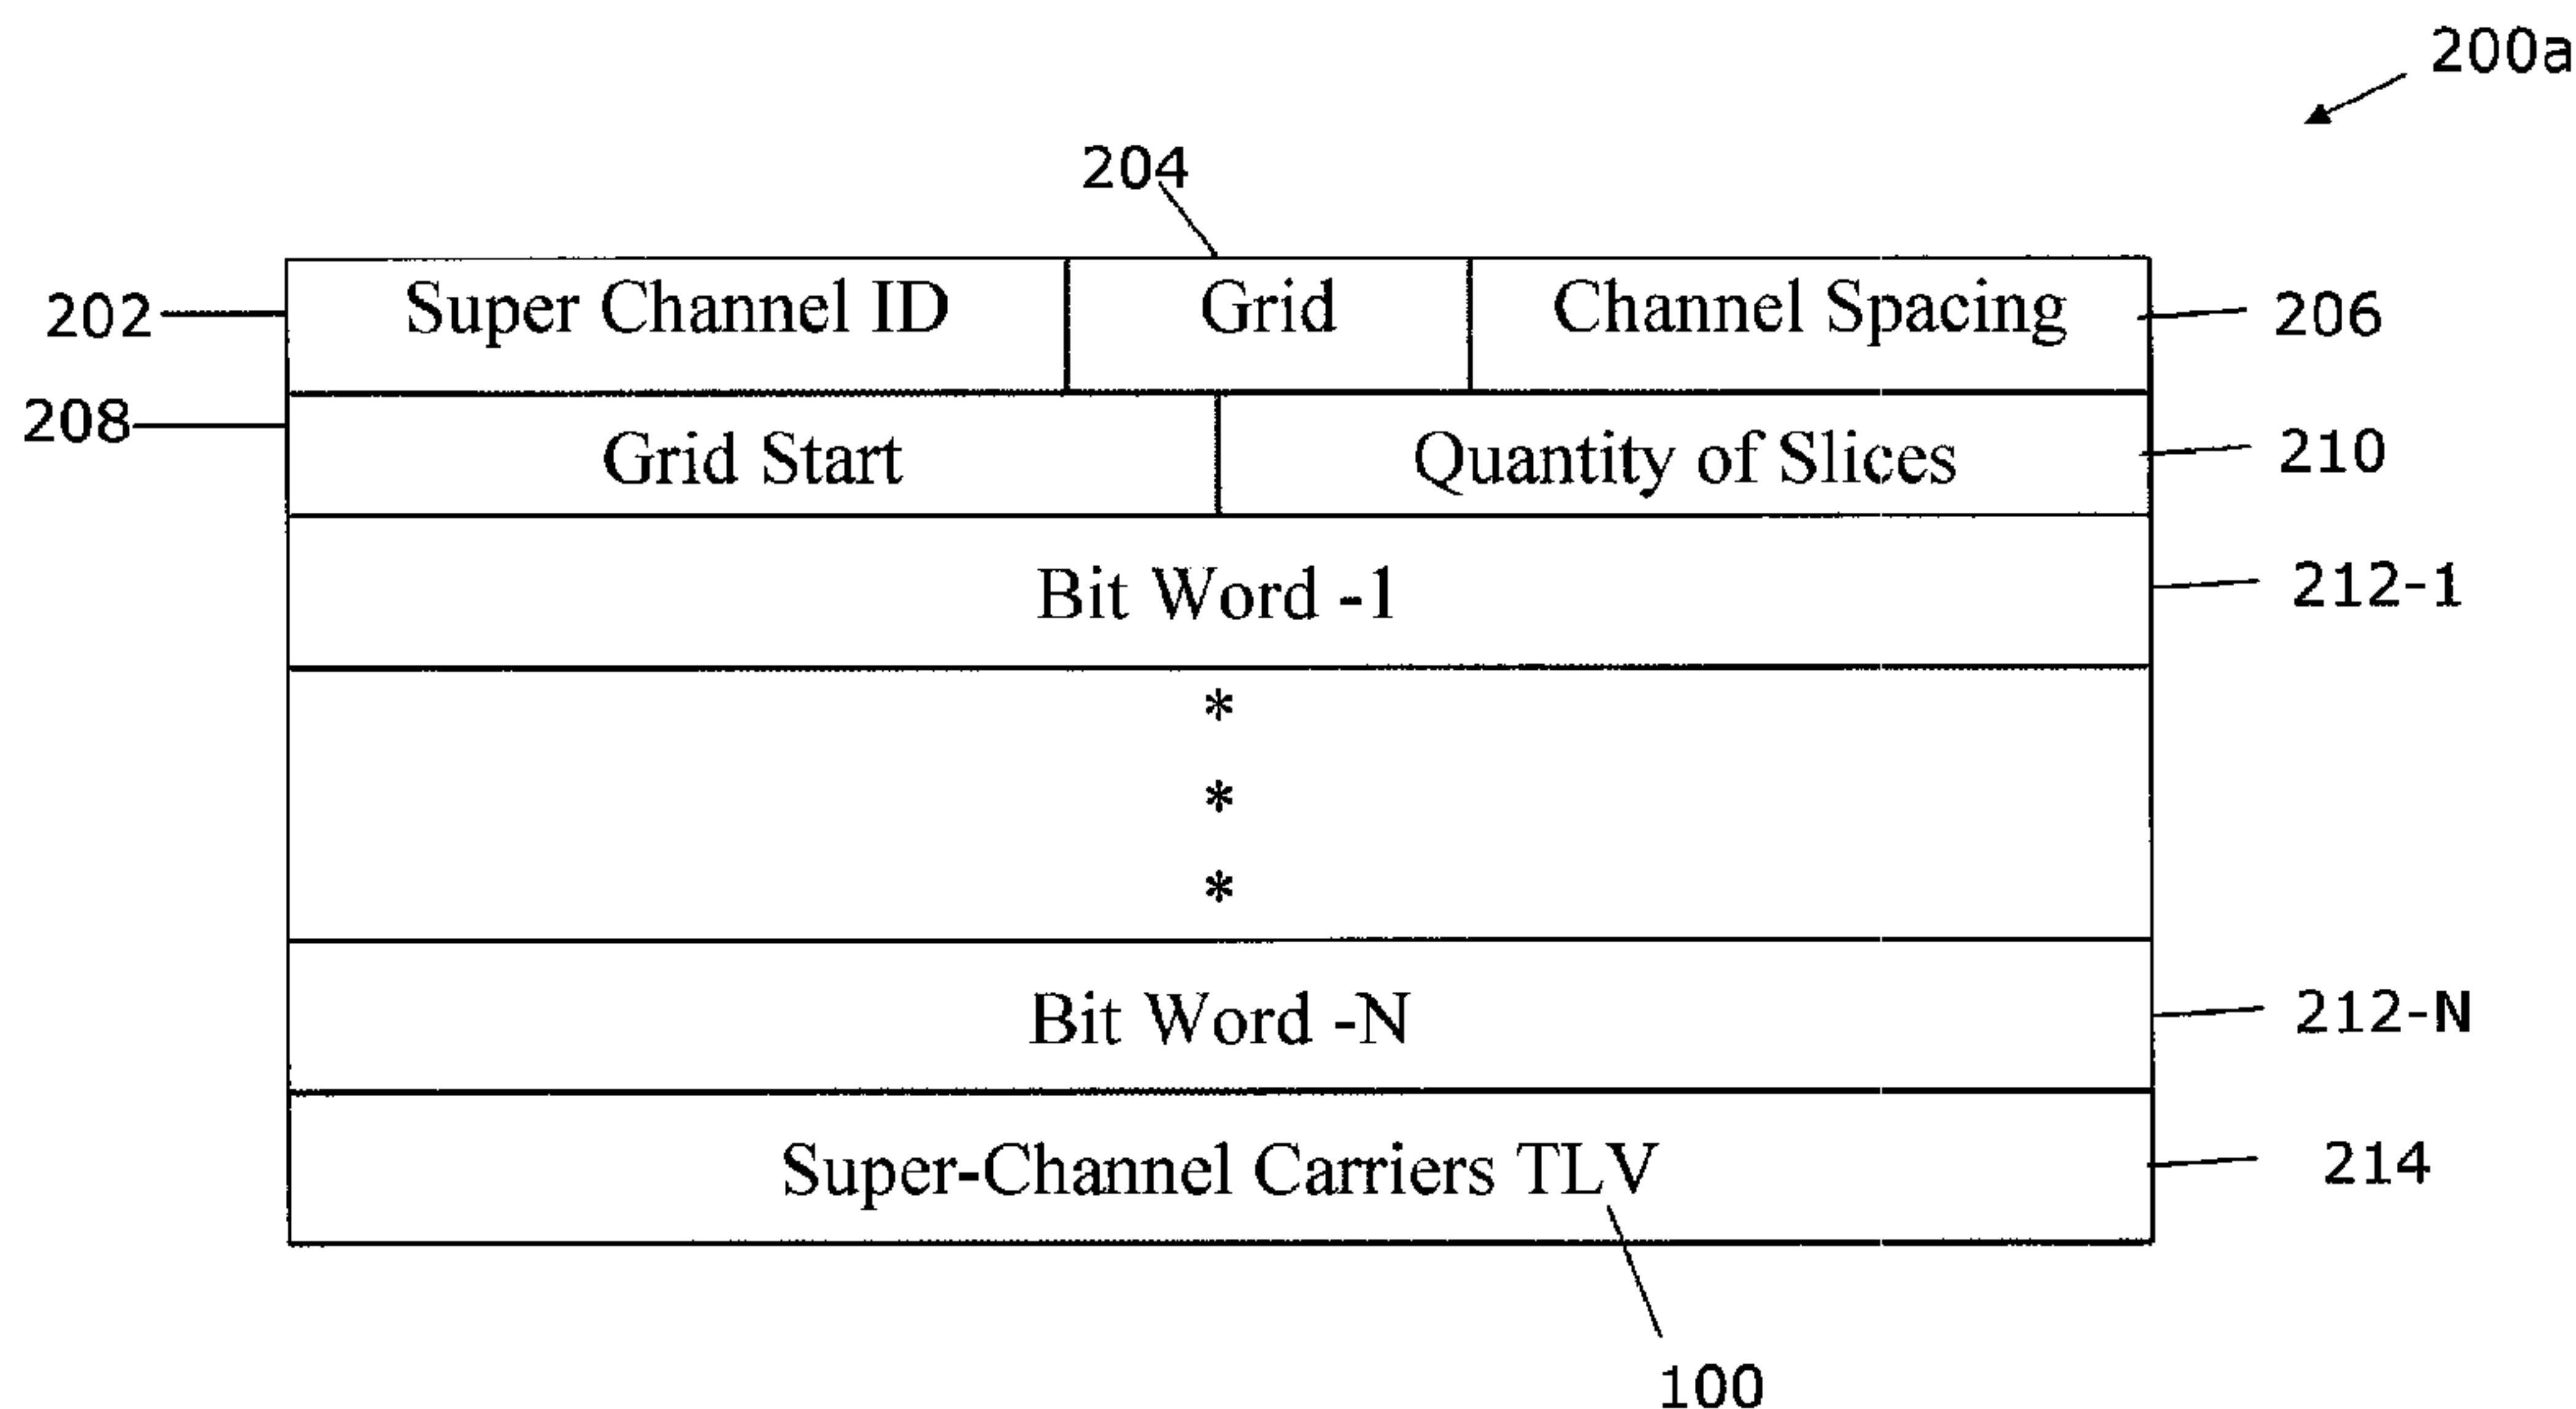 200a
204
202 Super Channel ID Grid Channel Spacing 206
208 Grid Start Quantity of Slices 210
Bit Word -1 212-1
*
*
*
Bit Word -N 212-N
Super-Channel Carriers TLV 214
100